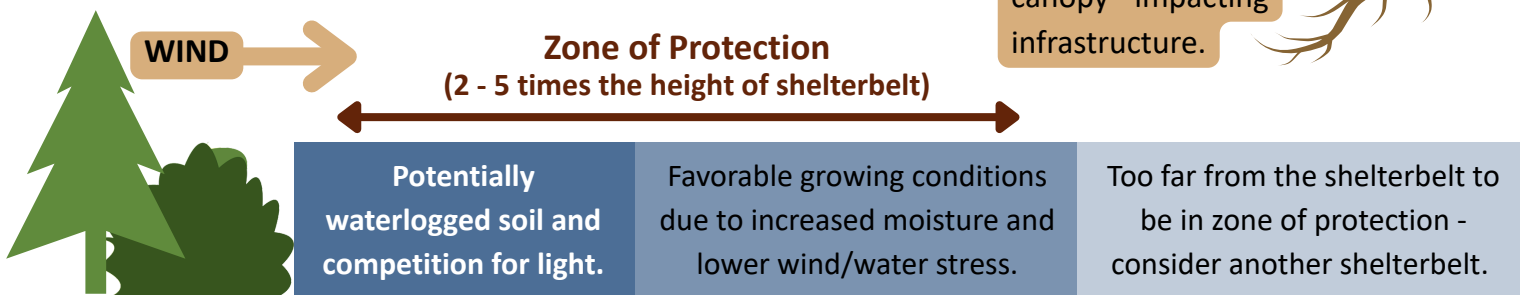 canopy impacting
infrastructure.
WIND
Zone of Protection
(2 - 5 times the height of shelterbelt)
Potentially
waterlogged soil and
competition for light.
Favorable growing conditions
due to increased moisture and
lower wind/water stress.
Too far from the shelterbelt to
be in zone of protection -
consider another shelterbelt.